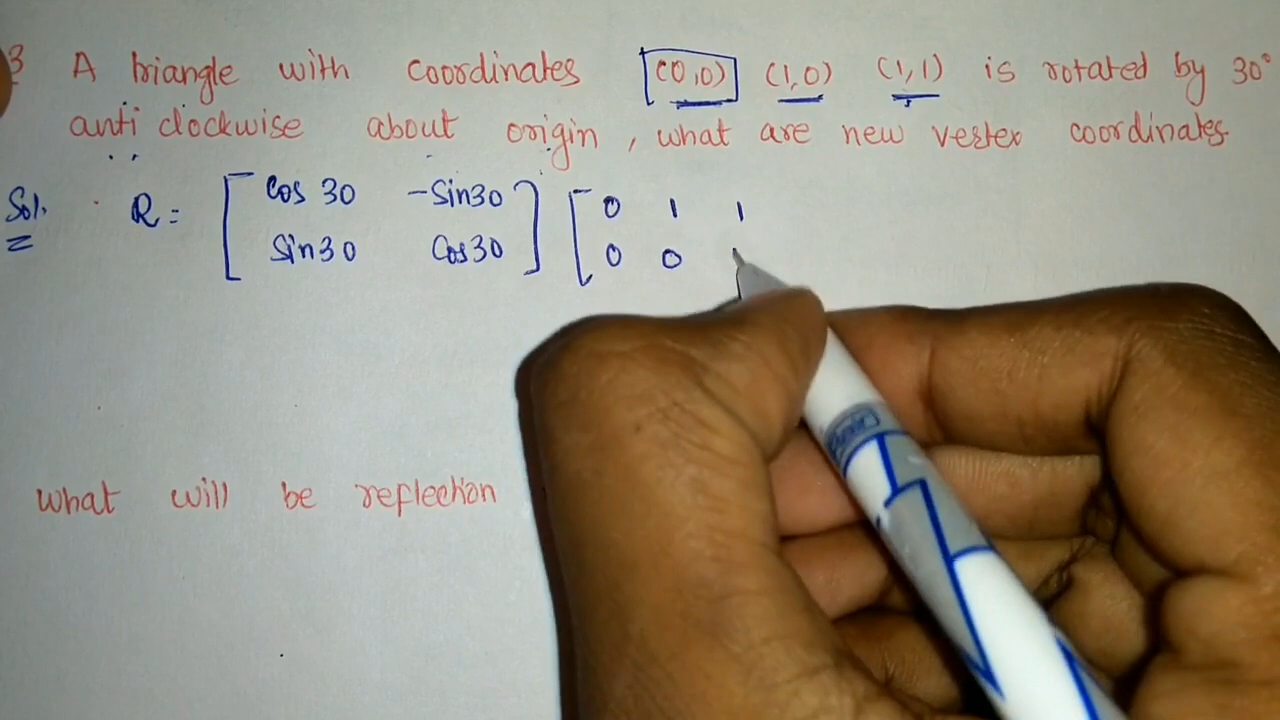 3 A triangle with coordinates (0,0) (1,0) (1,1) is rotated by 30°
anti clockwise about origin, what are new vertex coordinates.
Sol. R = [ Cos 30 -Sin30 ] [ 0 1 1
Sin30 Cos30 0 0
what will be reflection